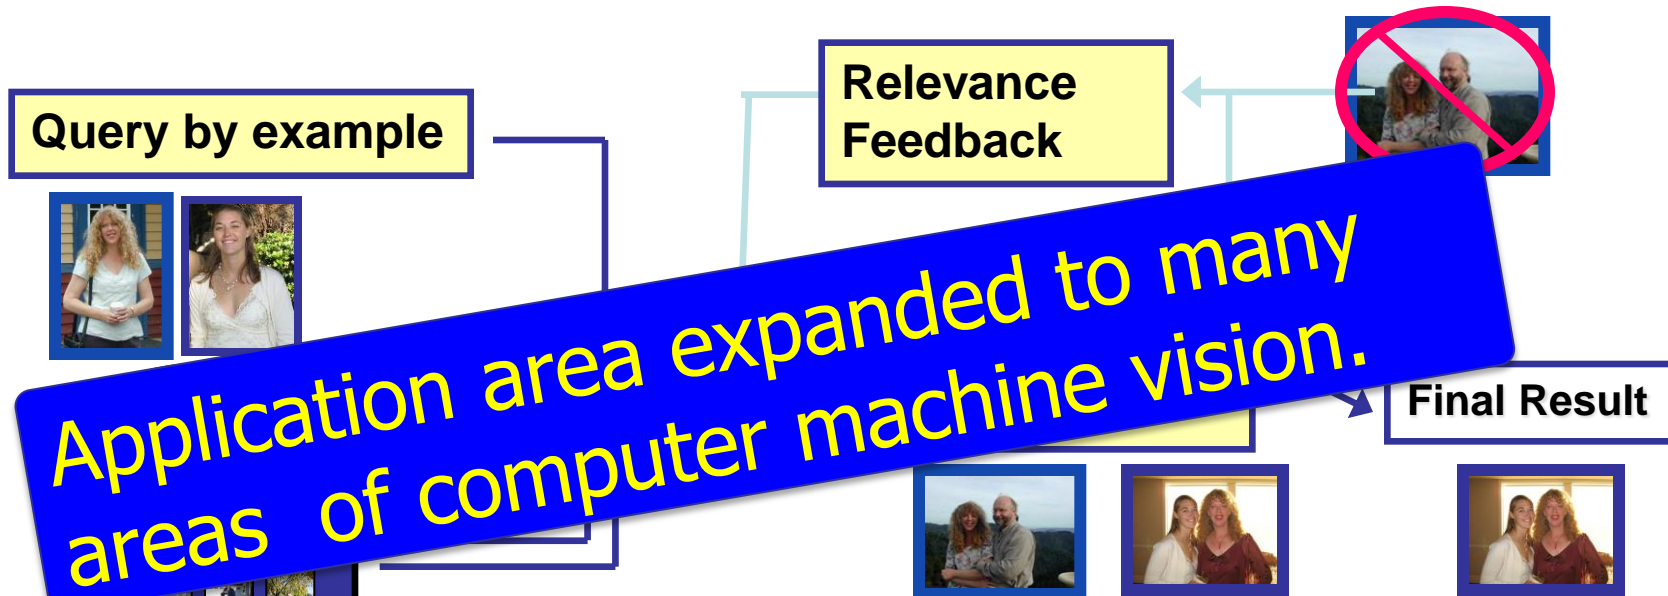 Query by example
Relevance
Feedback
Application area expanded to many
areas  of computer machine vision.
Final Result